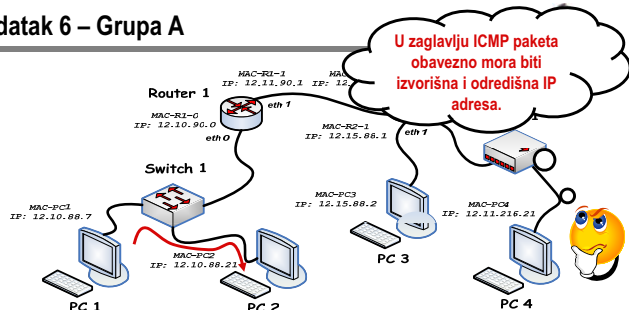 datak 6 – Grupa A
U zaglavlju ICMP paketa
obavezno mora biti
izvorišna i odredišna IP
adresa.
MAC-R1-1
IP: 12.11.90.1
Router 1
eth 1
MAC-R1-0
IP: 12.10.90.0
eth0
MAC-R2-1
IP: 12.15.88.1
eth 1
Switch 1
MAC-PC1
IP: 12.10.88.7
MAC-PC3
IP: 12.15.88.2
MAC-PC4
IP: 12.11.216.21
MAC-PC2
IP: 12.10.88.21
PC 3
PC 1
PC 2
PC 4